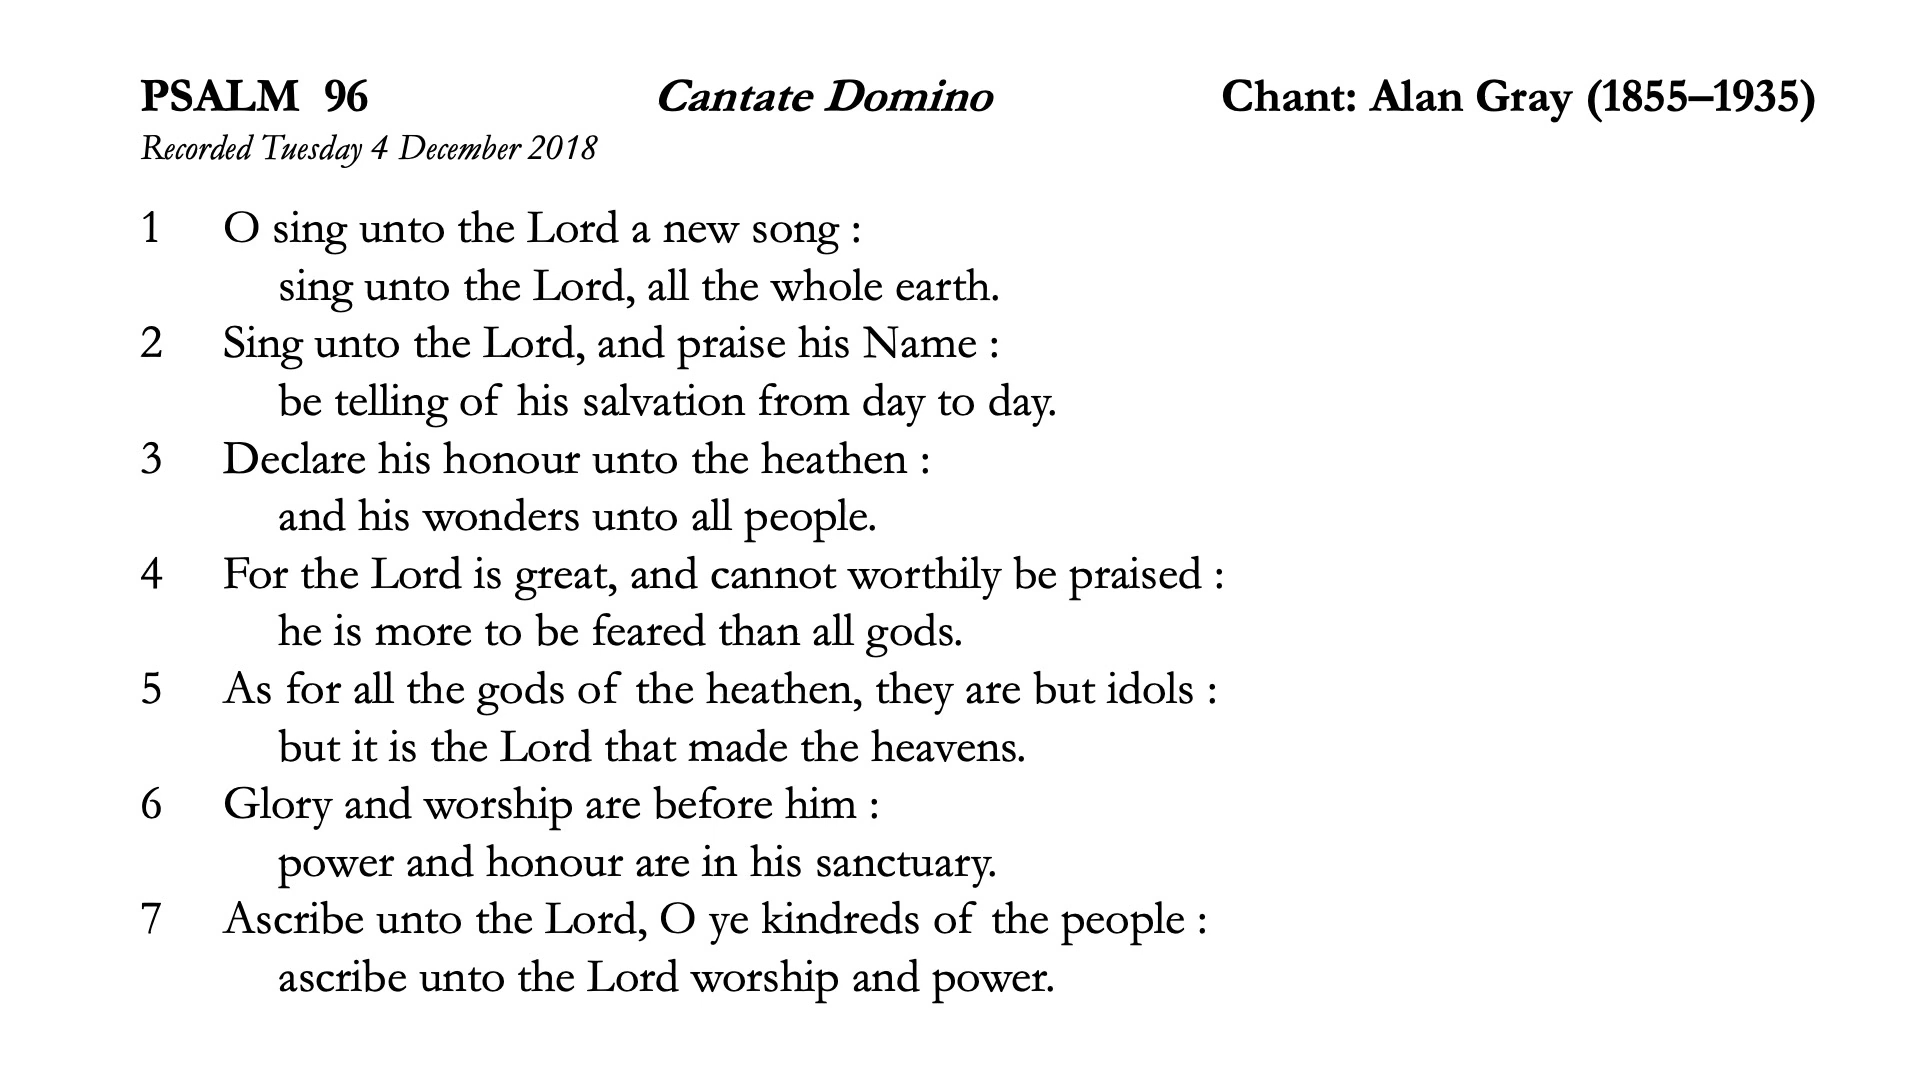 PSALM 96 Cantate Domino Chant: Alan Gray (1855–1935)
Recorded Tuesday 4 December 2018
1 O sing unto the Lord a new song :
sing unto the Lord, all the whole earth.
2 Sing unto the Lord, and praise his Name :
be telling of his salvation from day to day.
3 Declare his honour unto the heathen :
and his wonders unto all people.
4 For the Lord is great, and cannot worthily be praised :
he is more to be feared than all gods.
5 As for all the gods of the heathen, they are but idols :
but it is the Lord that made the heavens.
6 Glory and worship are before him :
power and honour are in his sanctuary.
7 Ascribe unto the Lord, O ye kindreds of the people :
ascribe unto the Lord worship and power.